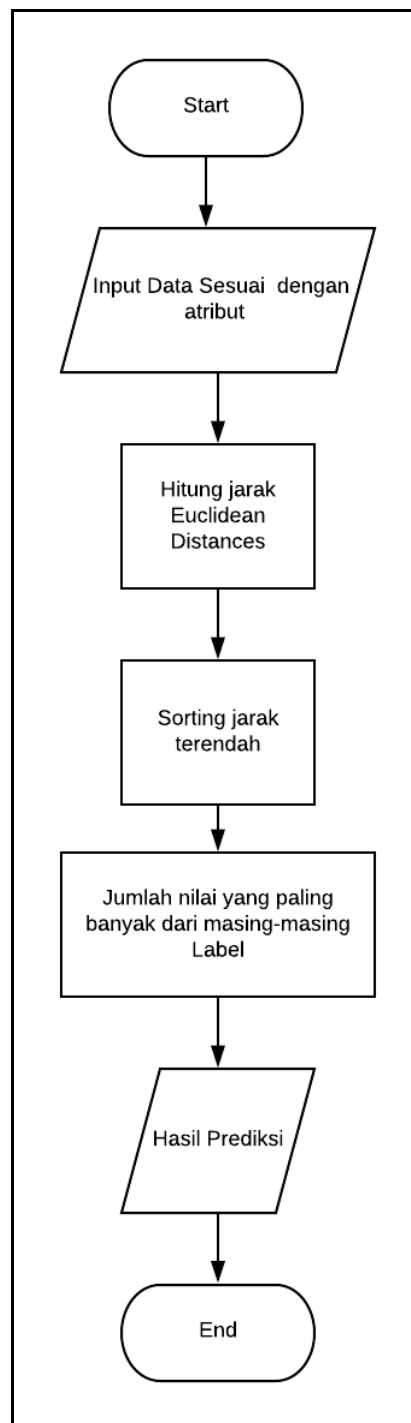 Start
Input Data Sesuai dengan
atribut
Hitung jarak
Euclidean
Distances
Sorting jarak
terendah
Jumlah nilai yang paling
banyak dari masing-masing
Label
Hasil Prediksi
End